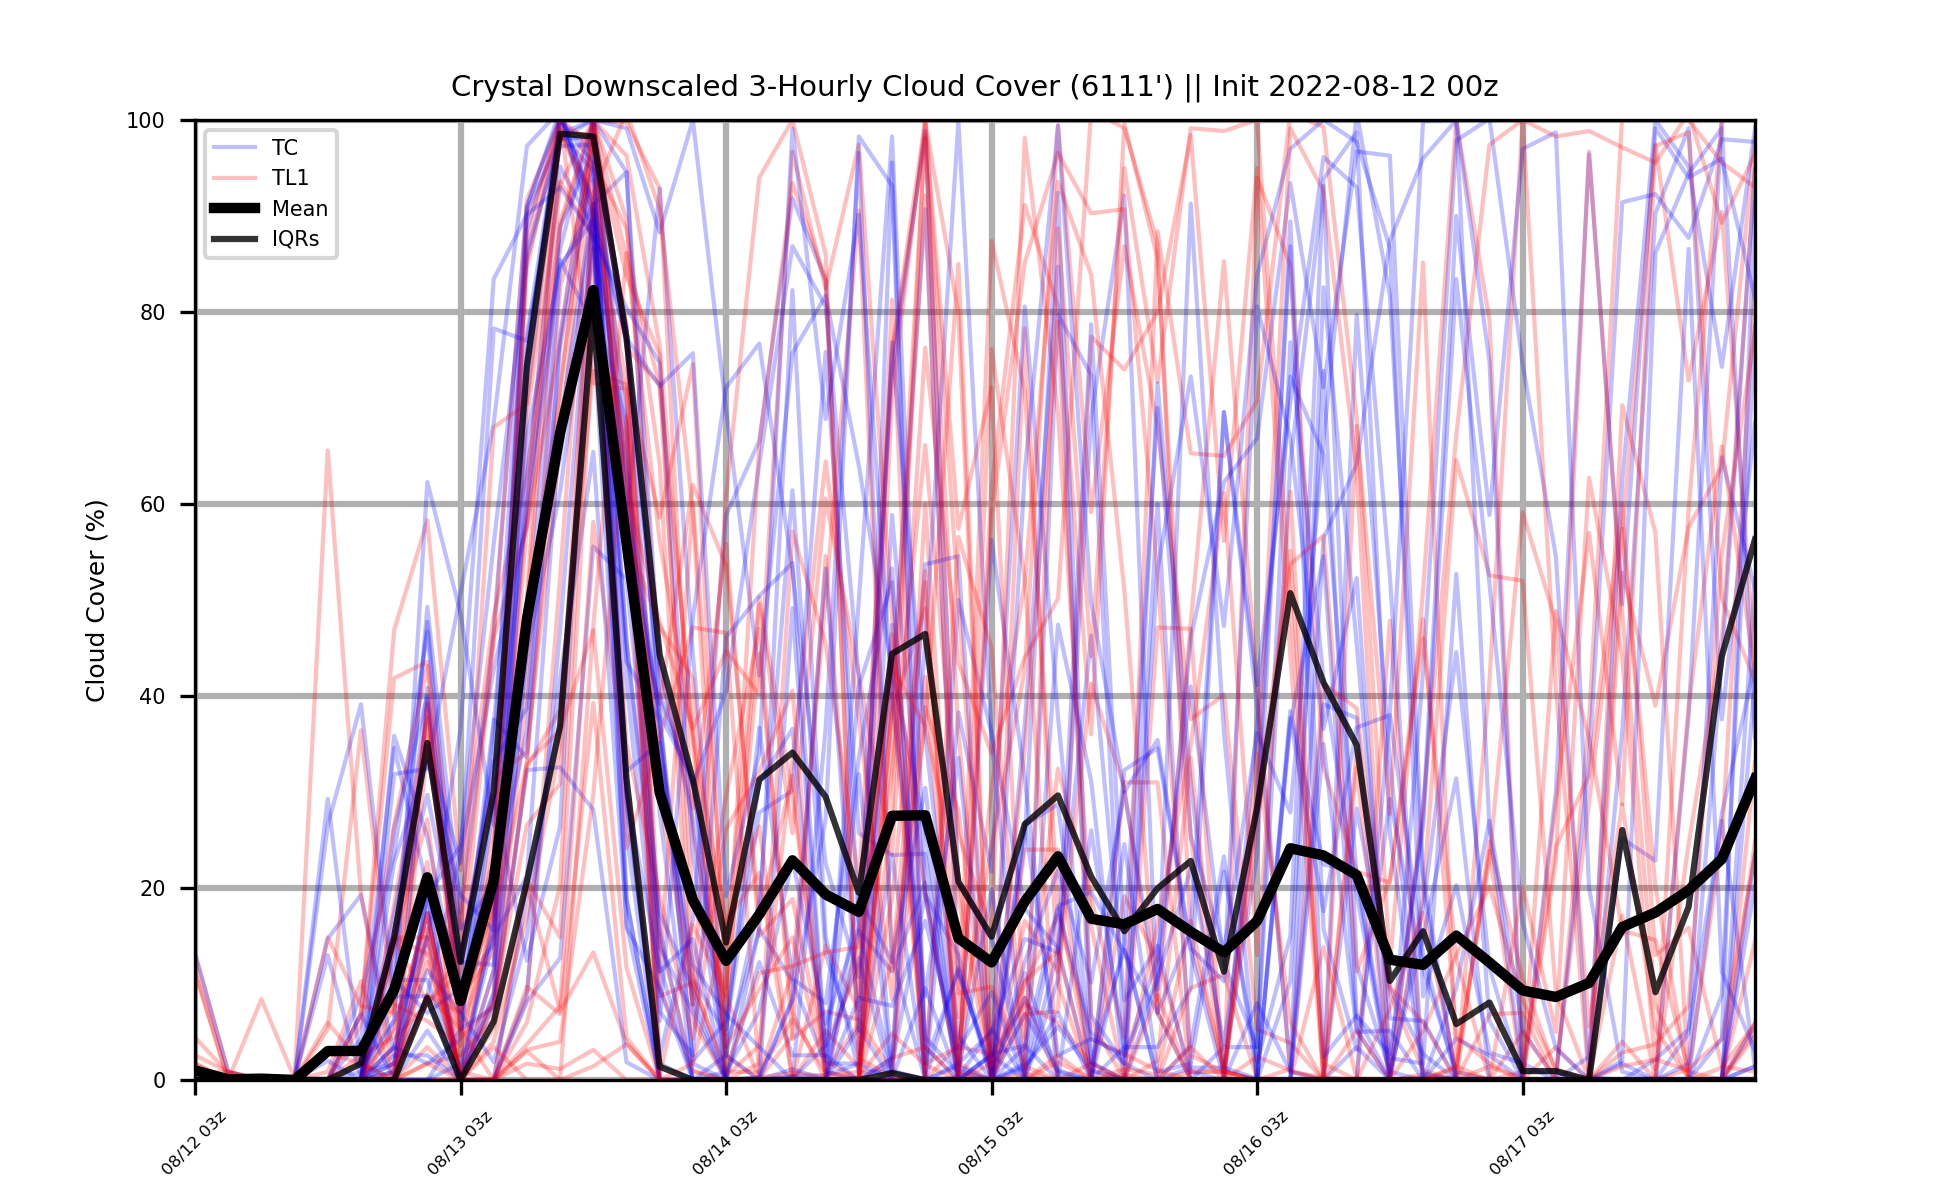 Crystal Downscaled 3-Hourly Cloud Cover (6111') || Init 2022-08-12 00z
100
80
60
40
20
0
Cloud Cover (%)
TC
TL1
Mean
IQRs
08/12 03z
08/13 03z
08/14 03z
08/15 03z
08/16 03z
08/17 03z